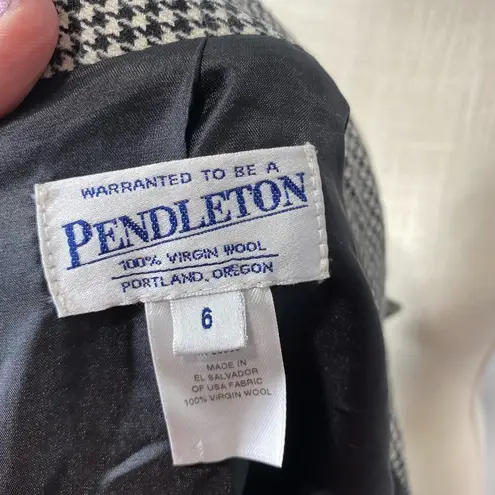 WARRANTED TO BE A
PENDLETON
100% VIRGIN WOOL
PORTLAND, OREGON
6
MADE IN
EL SALVADOR
OF USA FABRIC
100% VIRGIN WOOL